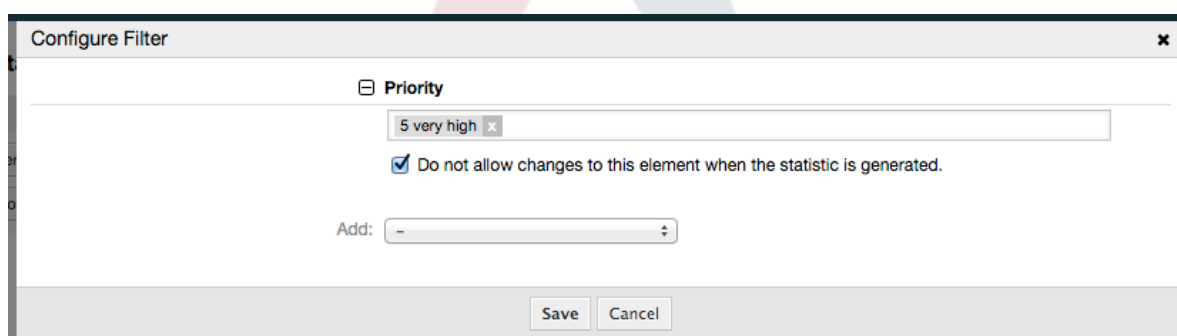 Configure Filter
Priority
5 very high x
Do not allow changes to this element when the statistic is generated.
Add: –
Save Cancel